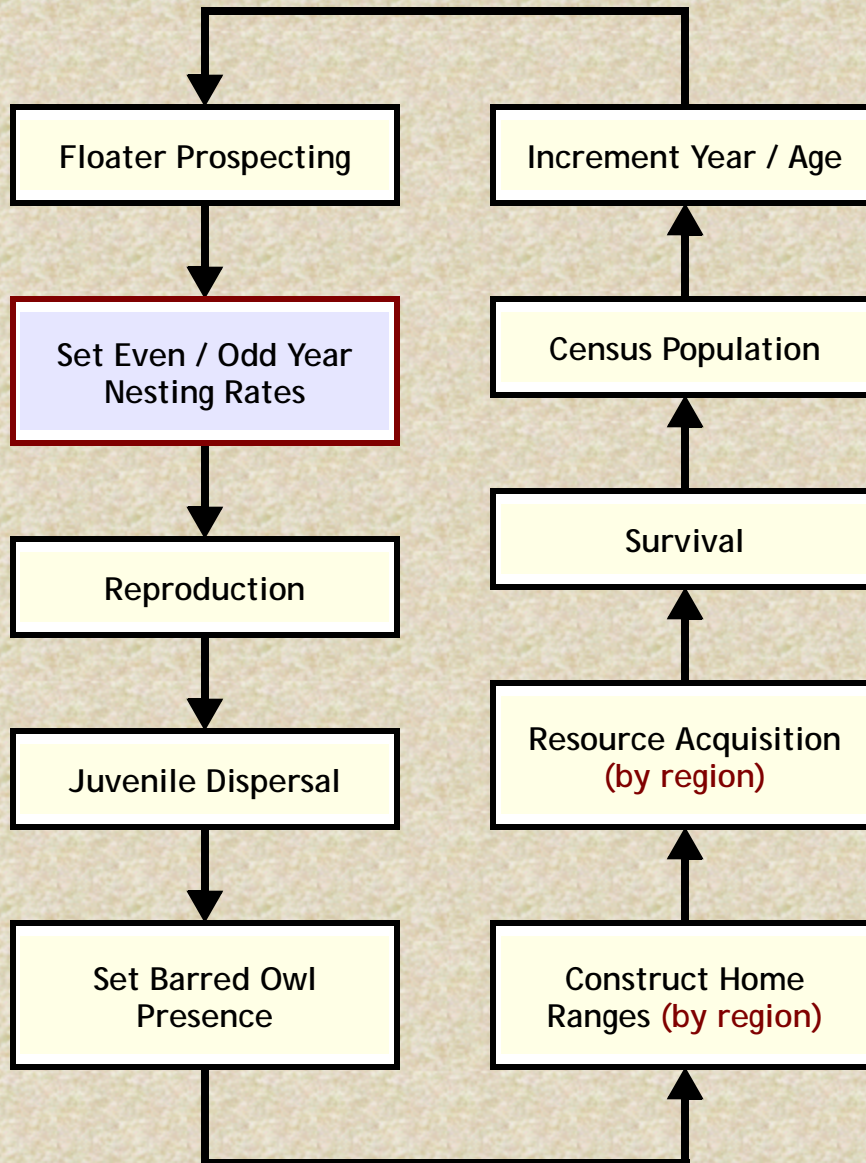 Floater Prospecting
Set Even / Odd Year
Nesting Rates
Reproduction
Juvenile Dispersal
Set Barred Owl
Presence
Increment Year / Age
Census Population
Survival
Resource Acquisition
(by region)
Construct Home
Ranges (by region)